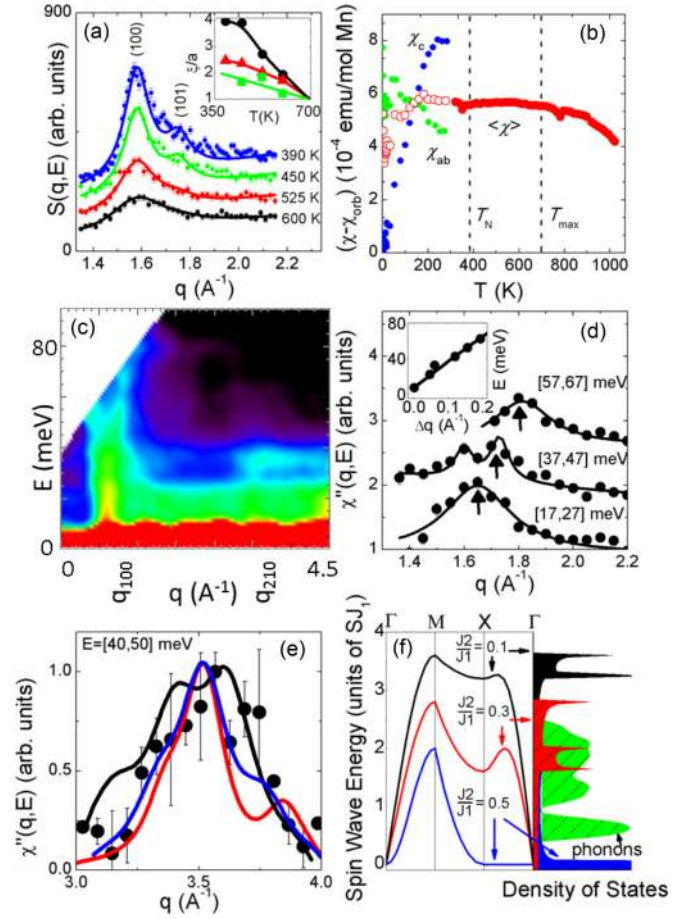 (a)
(100)
(101)
ξ/a
4
3
2
1
350
T(K)
700
S(q,E) (arb. units)
900
0
390 K
450 K
525 K
600 K
1.4 1.6 1.8 2.0 2.2
q (A⁻¹)
(b)
(χ-χorb) (10⁻⁴ emu/mol Mn)
8
6
4
2
0
χc
χab
<χ>
TN
Tmax
0 200 400 600 800 1000
T (K)
(c)
E (meV)
80
0
0 q100 q (A⁻¹) q210 4.5
(d)
χ''(q,E) (arb. units)
4
3
2
1
80
40
0
E (meV)
0.0 0.1 0.2
Δq (A⁻¹)
[57,67] meV
[37,47] meV
[17,27] meV
1.4 1.6 1.8 2.0 2.2
q (A⁻¹)
(e)
E=[40,50] meV
χ''(q,E) (arb. units)
1.0
0.5
0.0
3.0 3.5 4.0
q (A⁻¹)
(f)
Γ M X Γ
Spin Wave Energy (units of SJ1)
4
3
2
1
0
J2/J1 = 0.1
J2/J1 = 0.3
J2/J1 = 0.5
phonons
Density of States